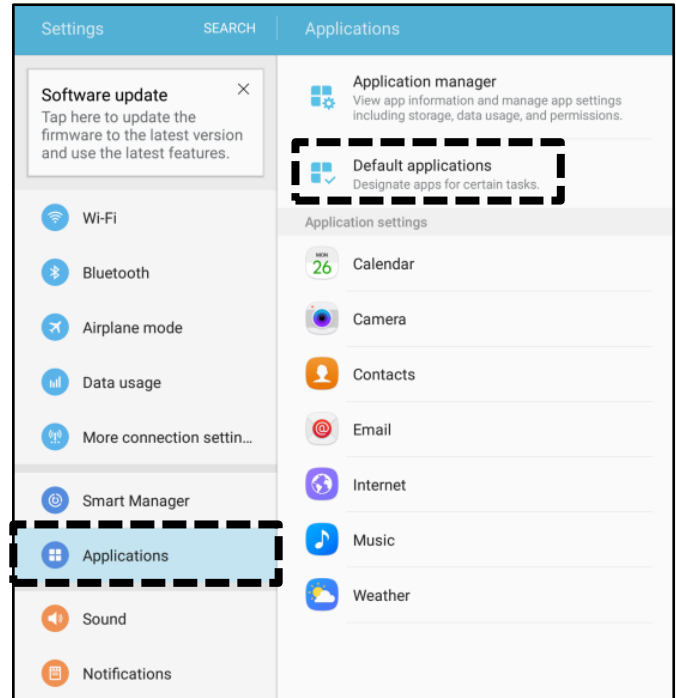 Settings
SEARCH
Applications
Software update
Tap here to update the
firmware to the latest version
and use the latest features.
Wi-Fi
Bluetooth
Airplane mode
Data usage
More connection settin...
Smart Manager
Applications
Sound
Notifications
Application manager
View app information and manage app settings
including storage, data usage, and permissions.
Default applications
Designate apps for certain tasks.
Application settings
MON
26
Calendar
Camera
Contacts
@
Email
Internet
Music
Weather